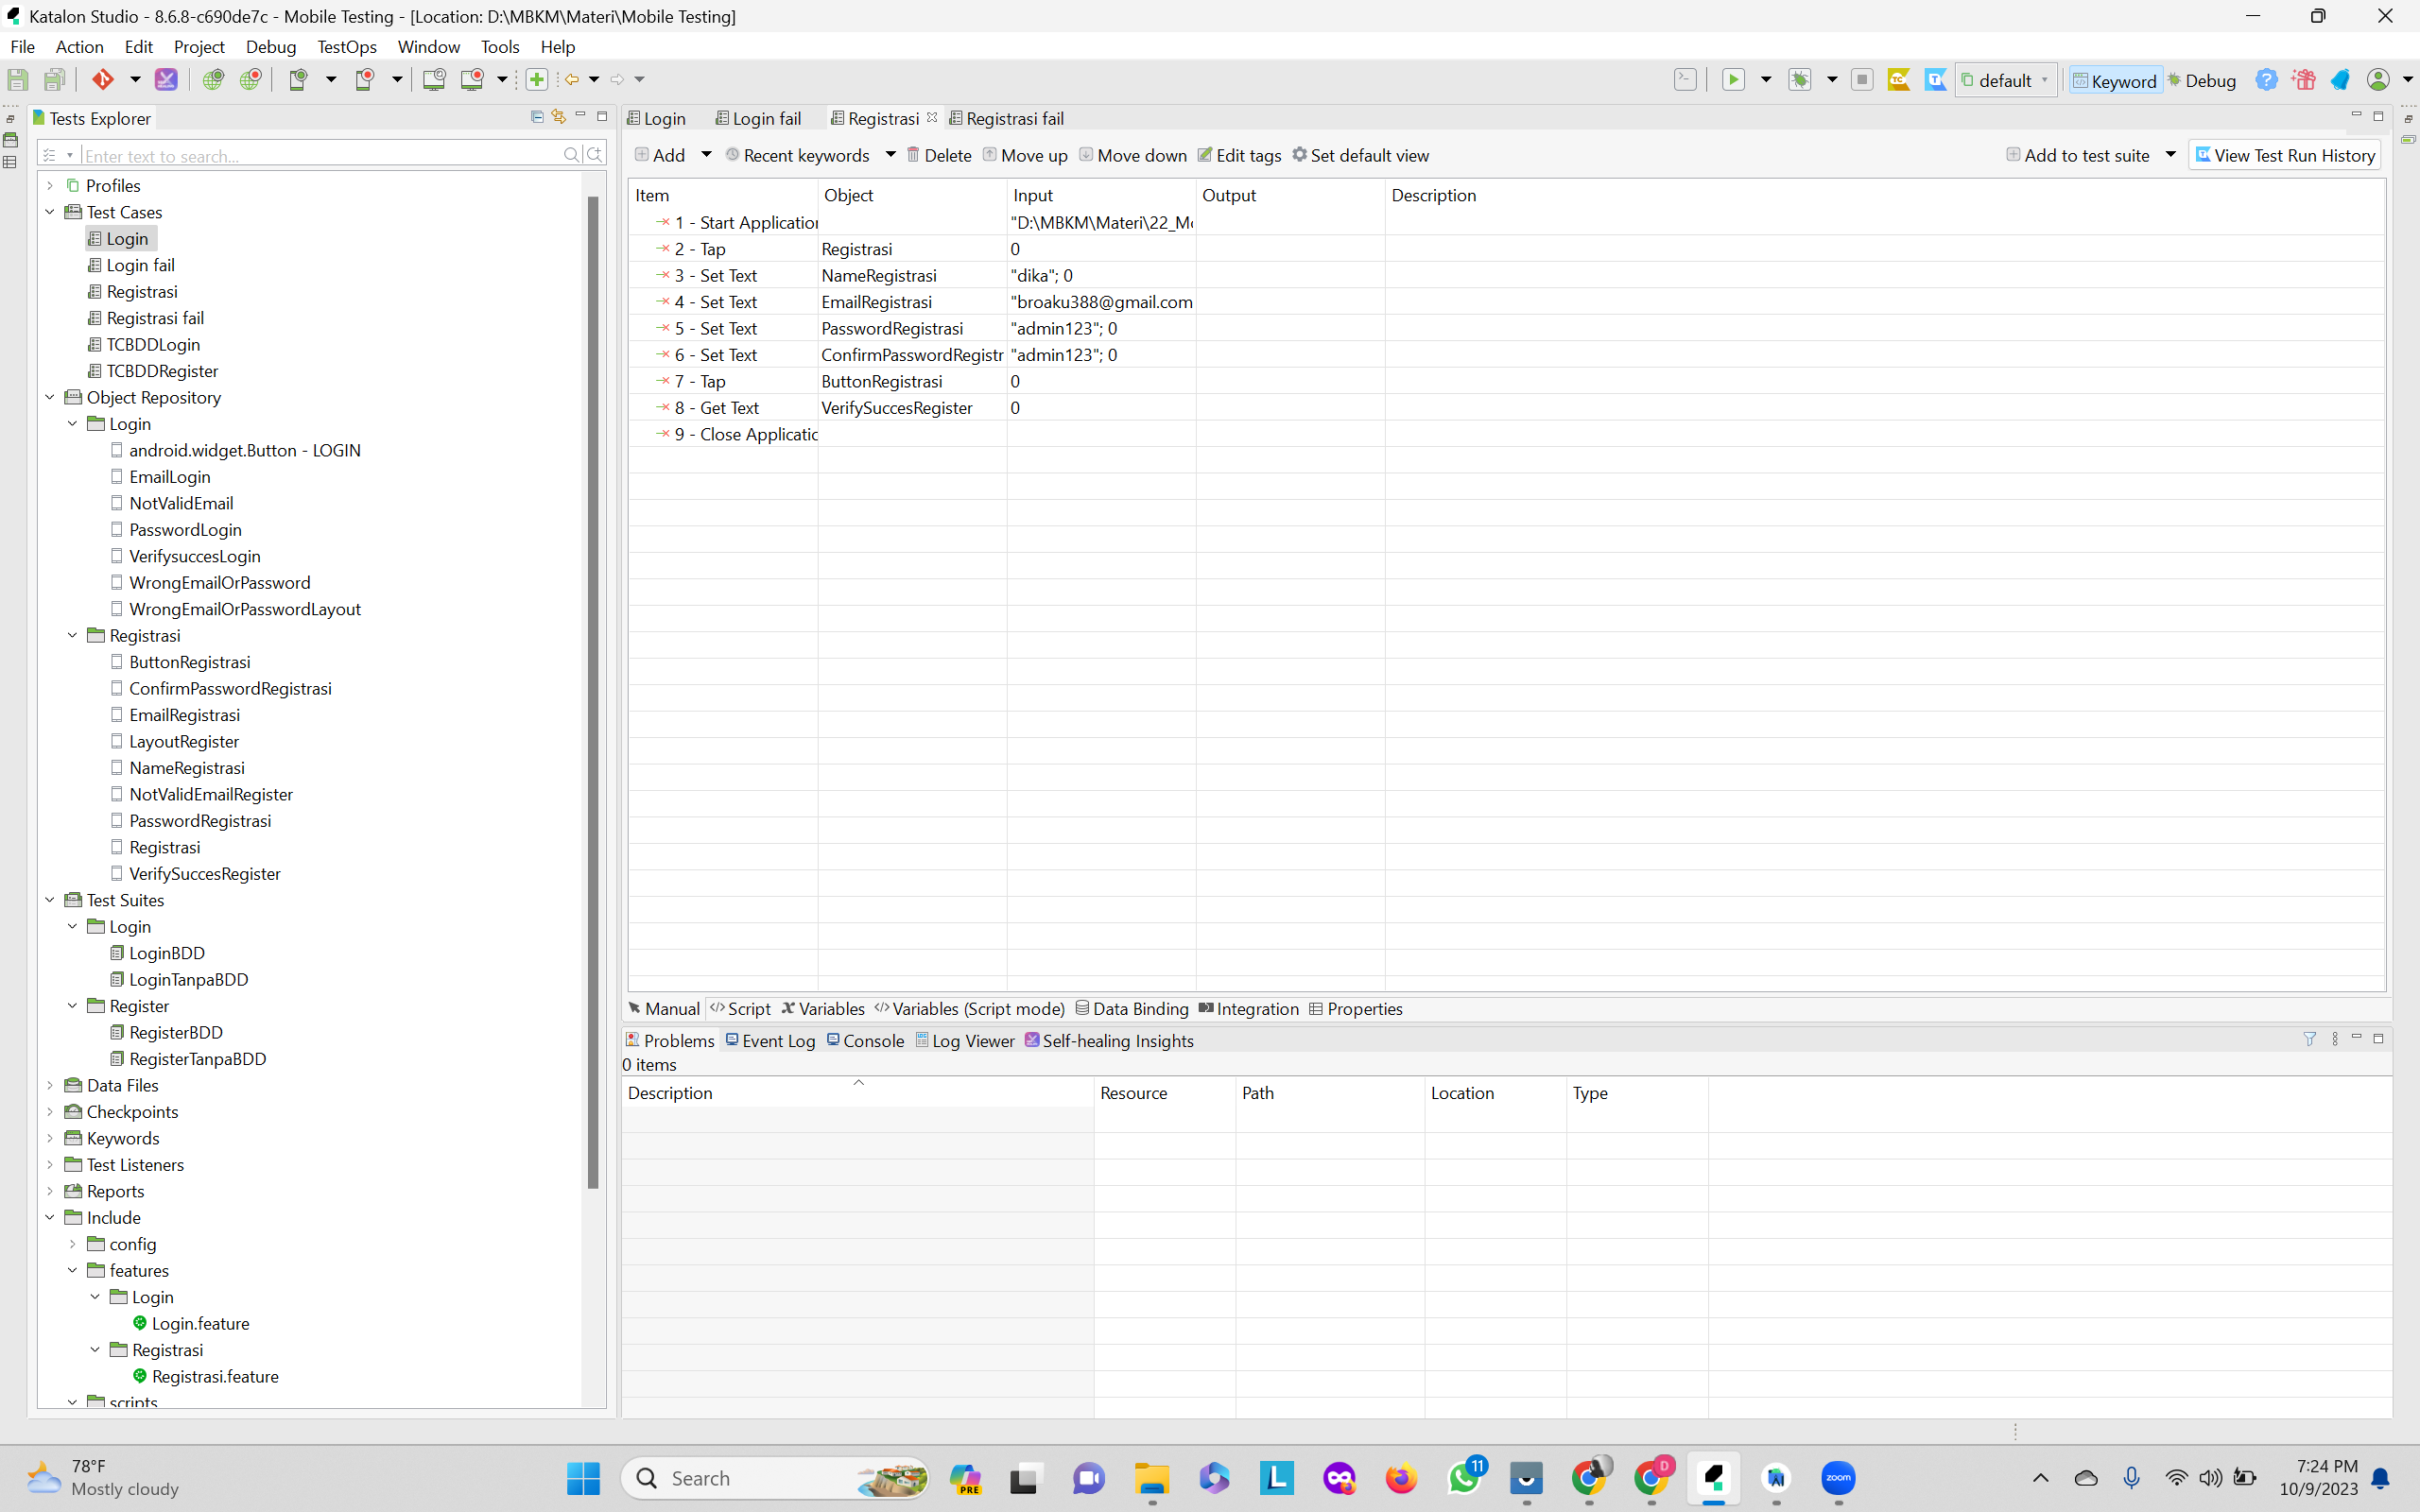 Katalon Studio - 8.6.8-c690de7c - Mobile Testing - [Location: D:\MBKM\Materi\Mobile Testing]
File Action Edit Project Debug TestOps Window Tools Help
default Keyword Debug
Tests Explorer
Enter text to search...
Profiles
Test Cases
Login
Login fail
Registrasi
Registrasi fail
TCBDDLogin
TCBDDRegister
Object Repository
Login
android.widget.Button - LOGIN
EmailLogin
NotValidEmail
PasswordLogin
VerifysuccesLogin
WrongEmailOrPassword
WrongEmailOrPasswordLayout
Registrasi
ButtonRegistrasi
ConfirmPasswordRegistrasi
EmailRegistrasi
LayoutRegister
NameRegistrasi
NotValidEmailRegister
PasswordRegistrasi
Registrasi
VerifySuccesRegister
Test Suites
Login
LoginBDD
LoginTanpaBDD
Register
RegisterBDD
RegisterTanpaBDD
Data Files
Checkpoints
Keywords
Test Listeners
Reports
Include
config
features
Login
Login.feature
Registrasi
Registrasi.feature
scripts
Login Login fail Registrasi Registrasi fail
Add Recent keywords Delete Move up Move down Edit tags Set default view Add to test suite View Test Run History
Item Object Input Output Description
1 - Start Application "D:\MBKM\Materi\22_M
2 - Tap Registrasi 0
3 - Set Text NameRegistrasi "dika"; 0
4 - Set Text EmailRegistrasi "broaku388@gmail.com
5 - Set Text PasswordRegistrasi "admin123"; 0
6 - Set Text ConfirmPasswordRegistr "admin123"; 0
7 - Tap ButtonRegistrasi 0
8 - Get Text VerifySuccesRegister 0
9 - Close Applicatic
Manual Script Variables Variables (Script mode) Data Binding Integration Properties
Problems Event Log Console Log Viewer Self-healing Insights
0 items
Description Resource Path Location Type
78°F
Mostly cloudy
Search
PRE
L
11
D
zoom
7:24 PM
10/9/2023